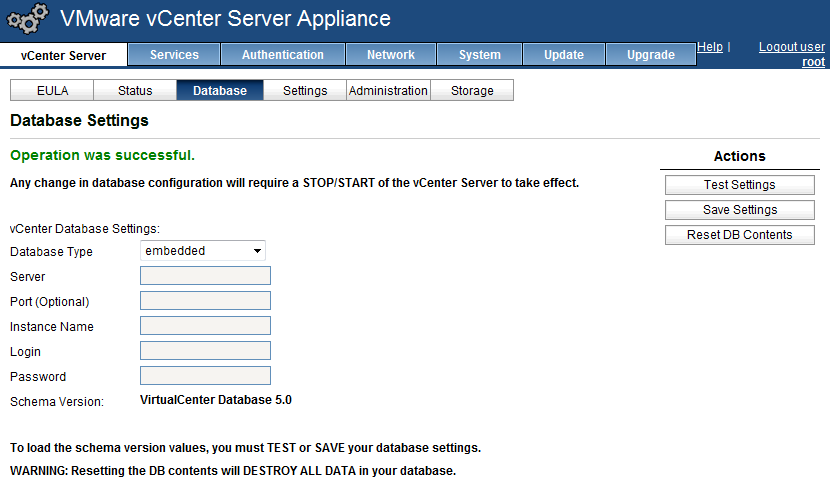 VMware vCenter Server Appliance
vCenter Server Services Authentication Network System Update Upgrade Help | Logout user root
EULA Status Database Settings Administration Storage
Database Settings
Operation was successful.
Any change in database configuration will require a STOP/START of the vCenter Server to take effect.
Actions
Test Settings
Save Settings
Reset DB Contents
vCenter Database Settings:
Database Type embedded
Server
Port (Optional)
Instance Name
Login
Password
Schema Version: VirtualCenter Database 5.0
To load the schema version values, you must TEST or SAVE your database settings.
WARNING: Resetting the DB contents will DESTROY ALL DATA in your database.